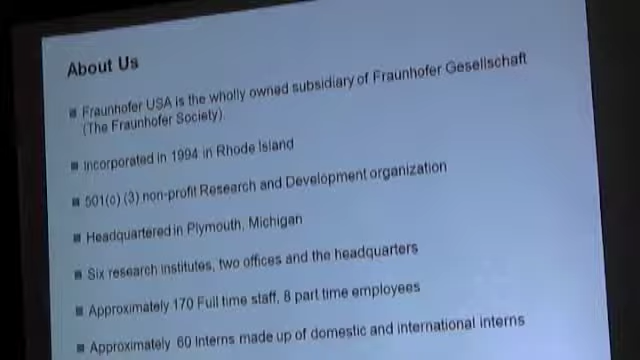 About Us
Fraunhofer USA is the wholly owned subsidiary of Fraunhofer Gesellschaft
(The Fraunhofer Society).
Incorporated in 1994 in Rhode Island
501(c) (3) non-profit Research and Development organization
Headquartered in Plymouth, Michigan
Six research institutes, two offices and the headquarters
Approximately 170 Full time staff, 8 part time employees
Approximately 60 Interns made up of domestic and international interns